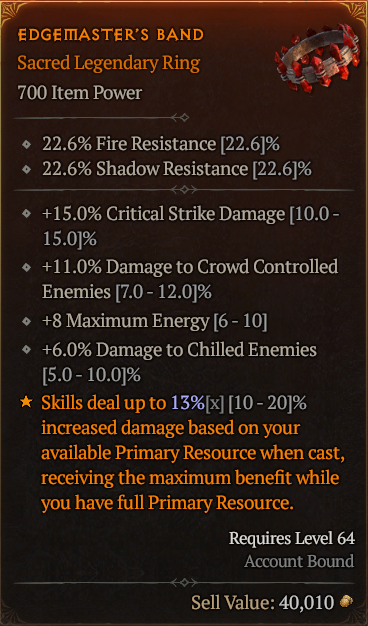 EDGEMASTER'S BAND
Sacred Legendary Ring
700 Item Power
22.6% Fire Resistance [22.6]%
22.6% Shadow Resistance [22.6]%
+15.0% Critical Strike Damage [10.0 -
15.0]%
+11.0% Damage to Crowd Controlled
Enemies [7.0 - 12.0]%
+8 Maximum Energy [6 - 10]
+6.0% Damage to Chilled Enemies
[5.0 - 10.0]%
Skills deal up to 13%[x] [10 - 20]%
increased damage based on your
available Primary Resource when cast,
receiving the maximum benefit while
you have full Primary Resource.
Requires Level 64
Account Bound
Sell Value: 40,010